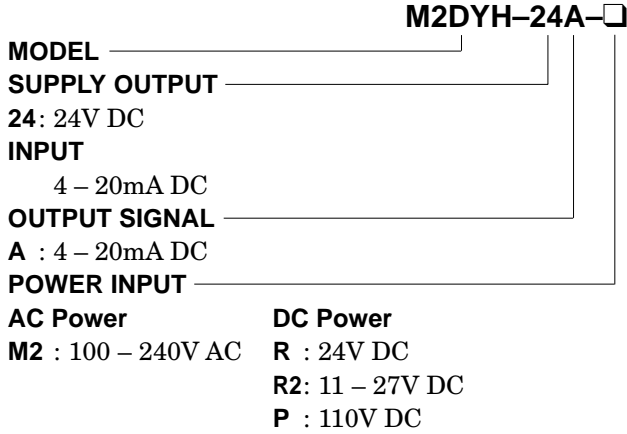 M2DYH–24A–❏
MODEL
SUPPLY OUTPUT
24: 24V DC
INPUT
4 – 20mA DC
OUTPUT SIGNAL
A : 4 – 20mA DC
POWER INPUT
AC Power DC Power
M2 : 100 – 240V AC R : 24V DC
R2: 11 – 27V DC
P : 110V DC